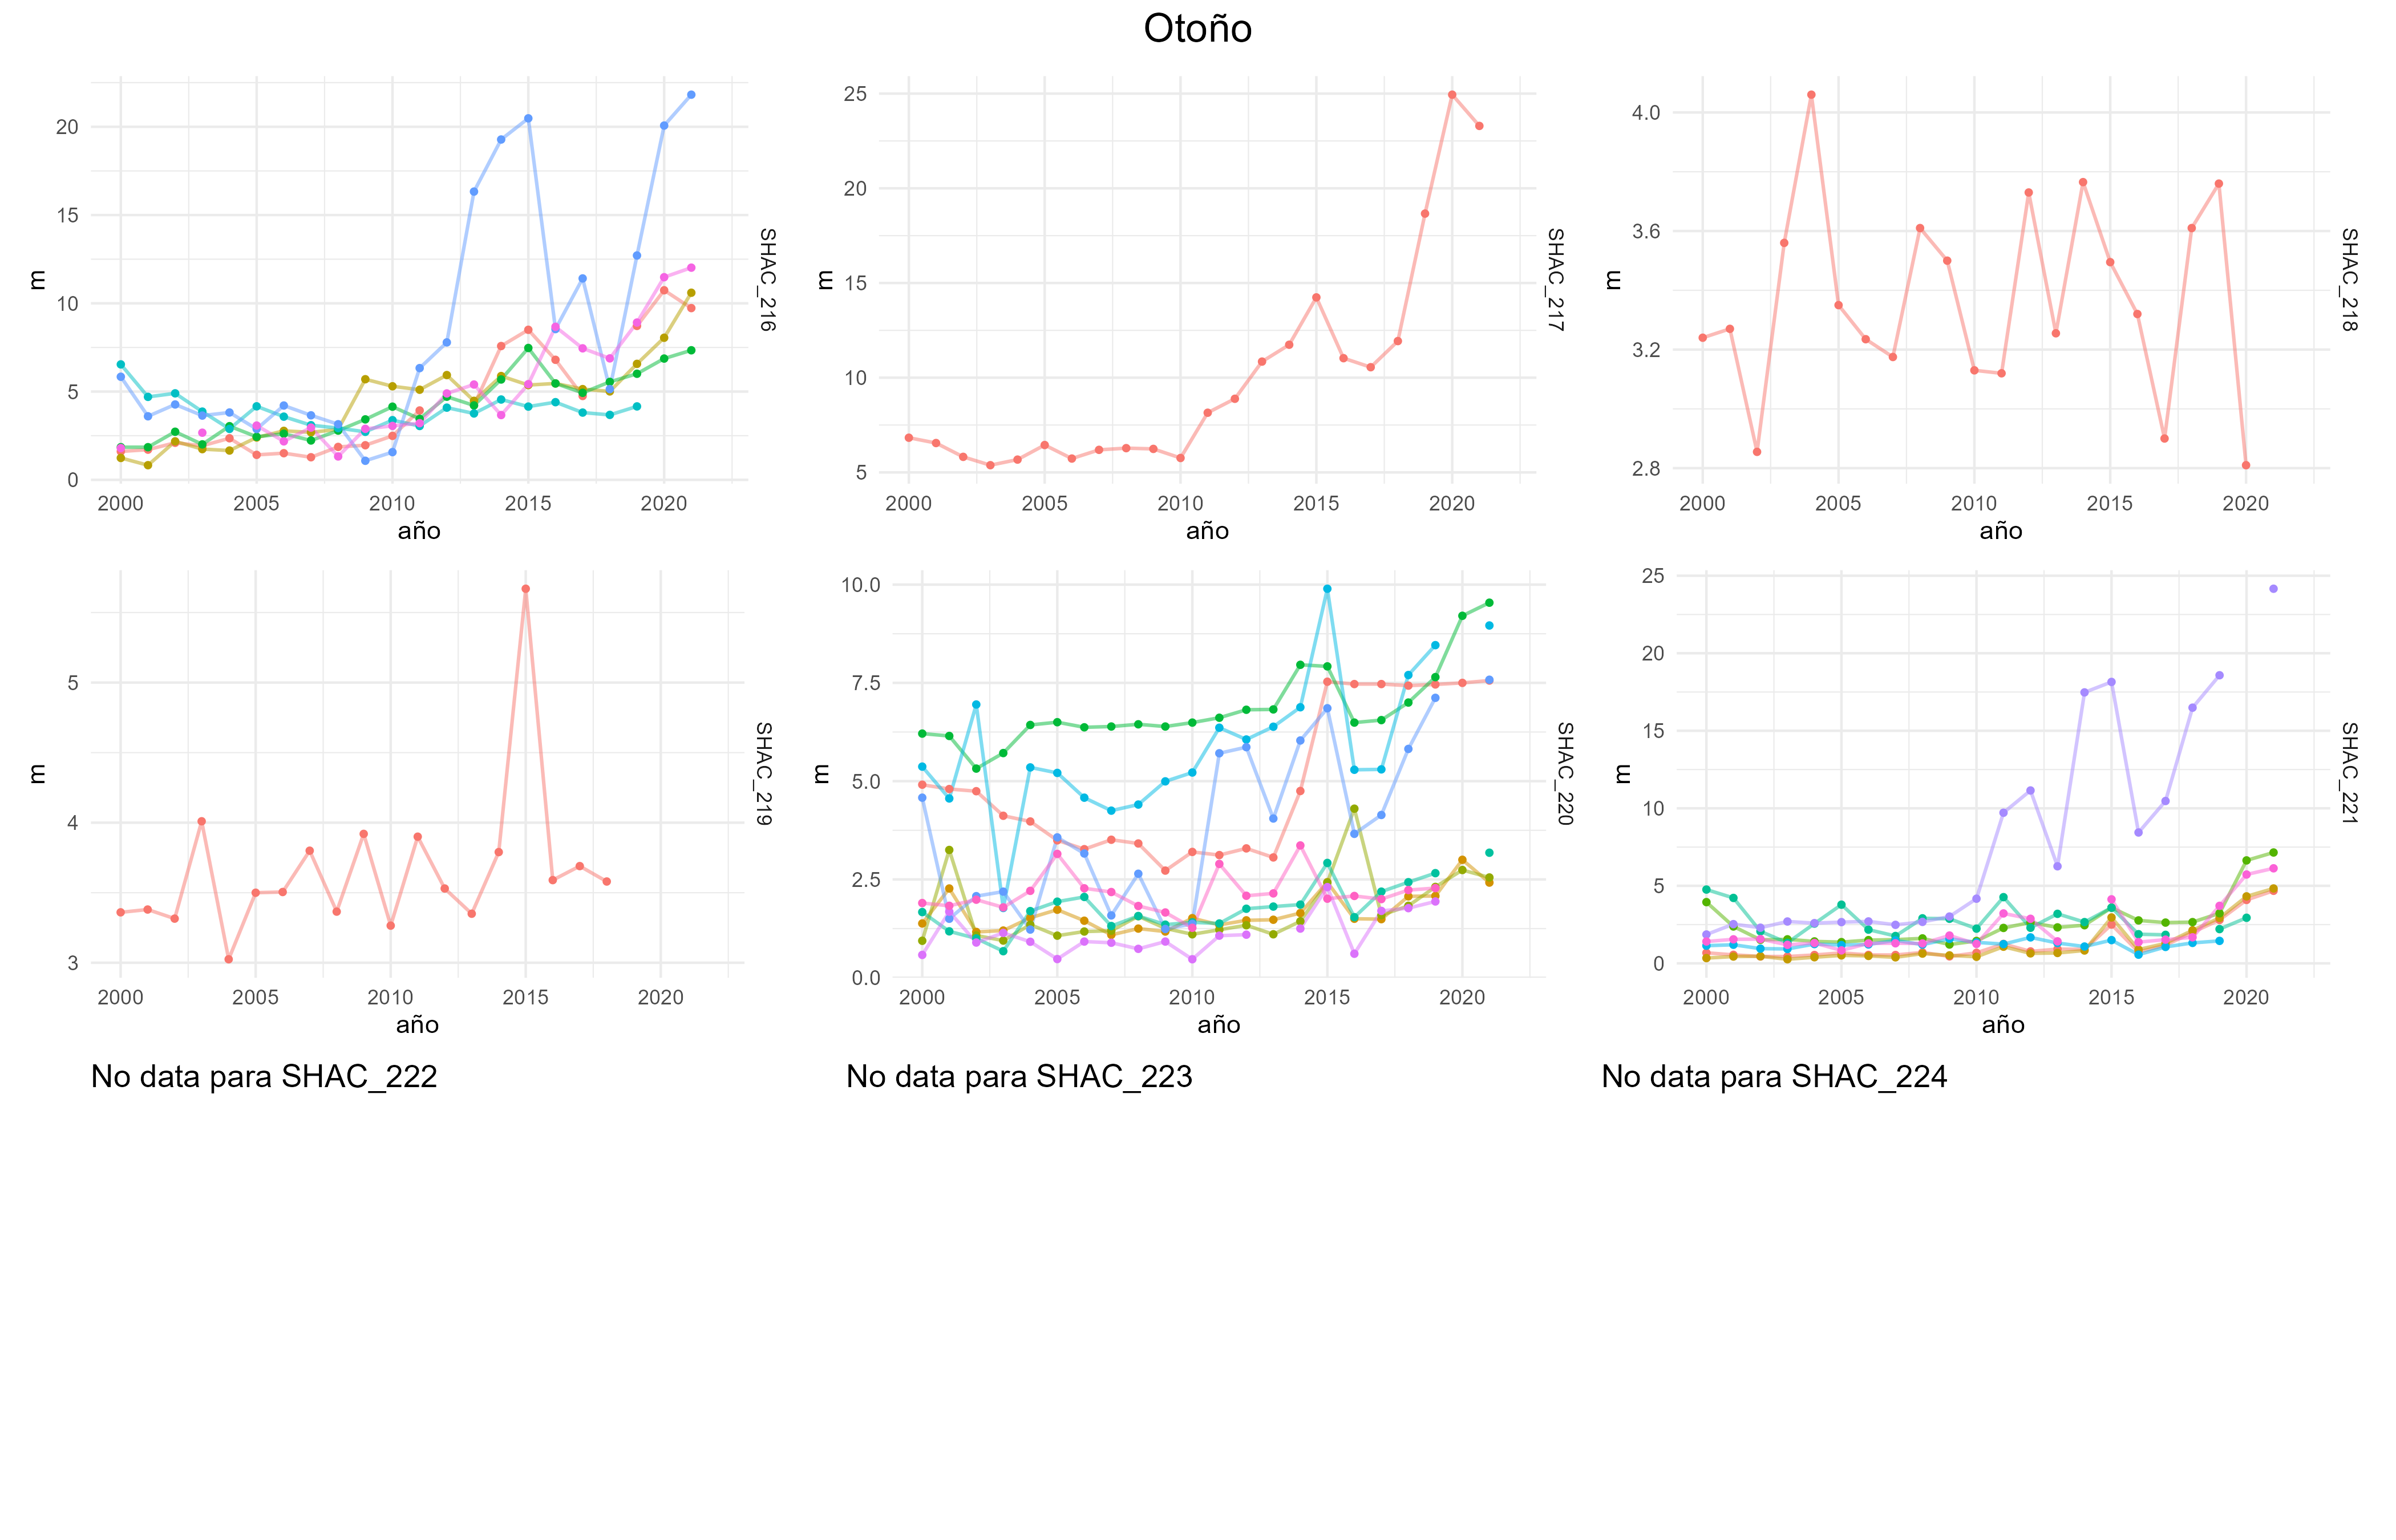 Otoño
20
15
10
5
0
2000 2005 2010 2015 2020
año
m
SHAC_216
25
20
15
10
5
2000 2005 2010 2015 2020
año
m
SHAC_217
4.0
3.6
3.2
2.8
2000 2005 2010 2015 2020
año
m
SHAC_218
5
4
3
2000 2005 2010 2015 2020
año
m
SHAC_219
10.0
7.5
5.0
2.5
0.0
2000 2005 2010 2015 2020
año
m
SHAC_220
25
20
15
10
5
0
2000 2005 2010 2015 2020
año
m
SHAC_221
No data para SHAC_222
No data para SHAC_223
No data para SHAC_224